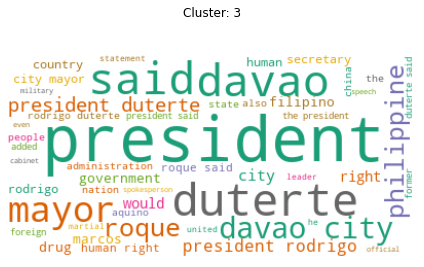 Cluster: 3
country
statement
human
secretary
military
city mayor
said
davao
china
the
duterte said
president duterte
state
also
filipino
philippine
rodrigo duterte
president said
the president
speech
even
people
president
added
cabinet
administration
roque said
leader
former
rodrigo
government
nation
spokesperson
city
right
mayor
would
duterte
aquino
roque
davao city
foreign
martial
united
he
marcos
drug
human right
president rodrigo
official